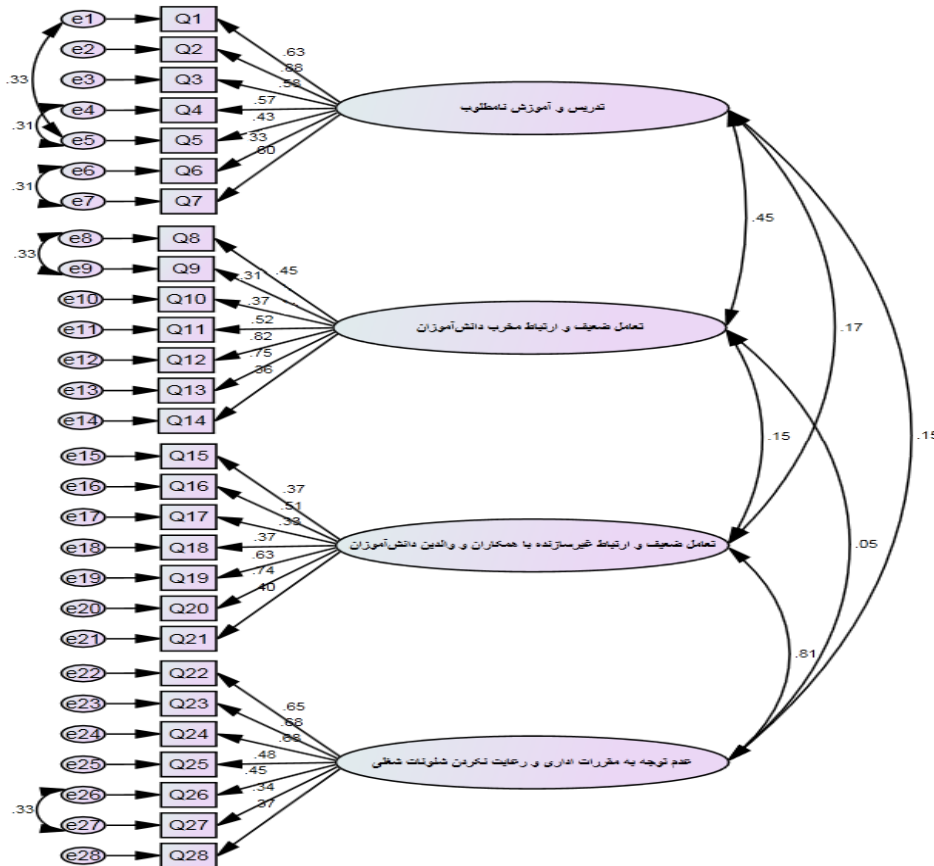 e1 Q1
e2 Q2
e3 Q3
e4 Q4
e5 Q5
e6 Q6
e7 Q7
.33
.31
.31
.63
.88
.58
.57
.43
.33
.60
تدریس و آموزش نامطلوب
e8 Q8
e9 Q9
e10 Q10
e11 Q11
e12 Q12
e13 Q13
e14 Q14
.33
.45
.31
.37
.52
.82
.75
.36
تعامل ضعیف و ارتباط مخرب دانش‌آموزان
e15 Q15
e16 Q16
e17 Q17
e18 Q18
e19 Q19
e20 Q20
e21 Q21
.37
.51
.33
.37
.63
.74
.40
تعامل ضعیف و ارتباط غیرسازنده با همکاران و والدین دانش‌آموزان
e22 Q22
e23 Q23
e24 Q24
e25 Q25
e26 Q26
e27 Q27
e28 Q28
.33
.65
.68
.68
.48
.45
.34
.37
عدم توجه به مقررات اداری و رعایت نکردن شئونات شغلی
.45
.17
.15
.15
.05
.81